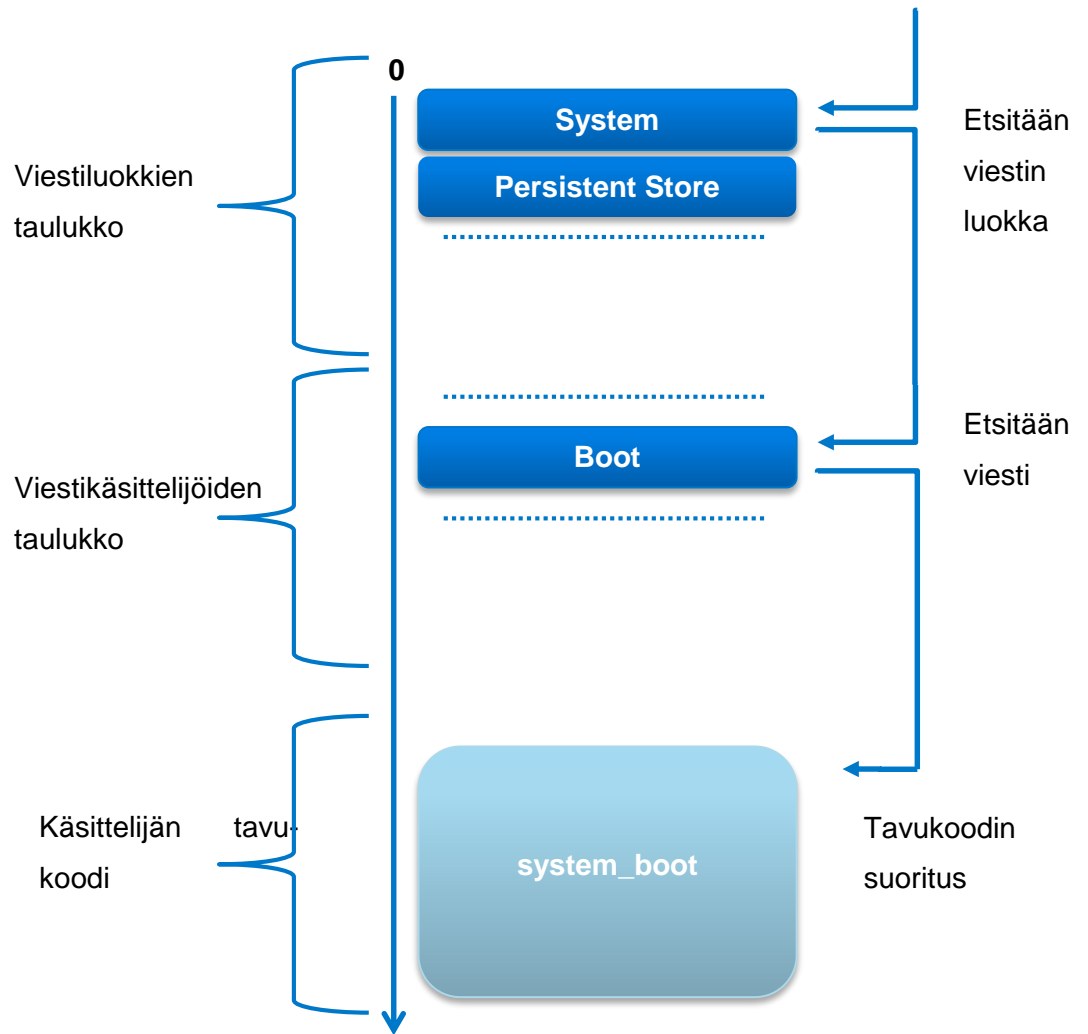 0
System
Persistent Store
Etsitään
viestin
luokka
Viestiluokkien
taulukko
Boot
Etsitään
viesti
Viestikäsittelijöiden
taulukko
Käsittelijän tavu-
koodi
system_boot
Tavukoodin
suoritus